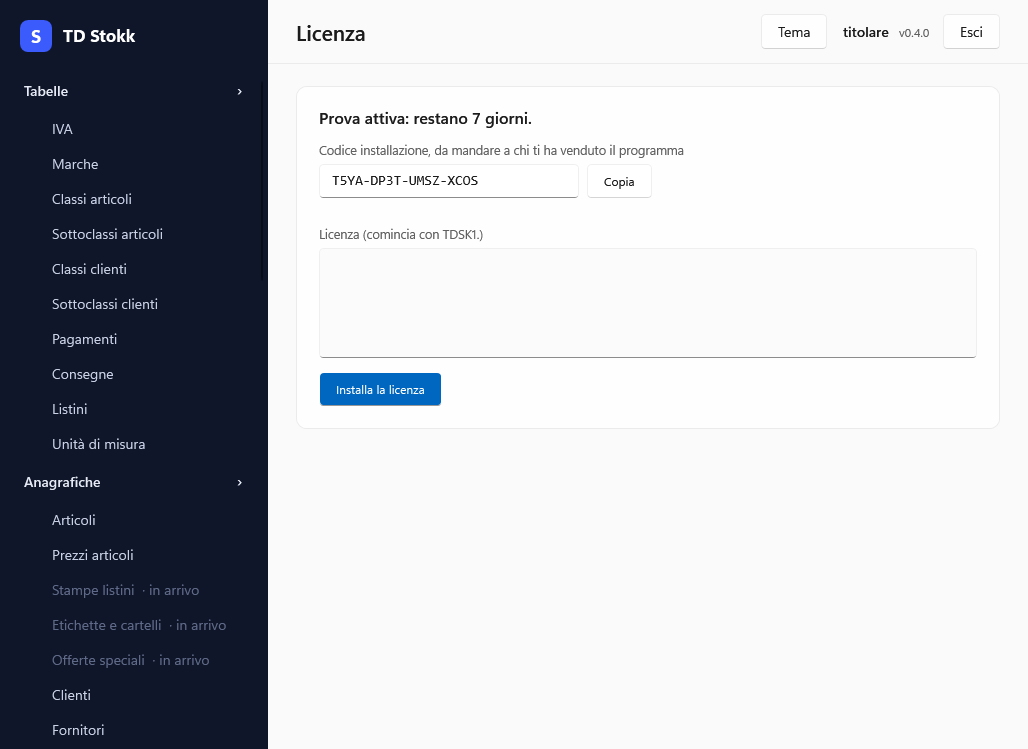 S TD Stokk
Tabelle
IVA
Marche
Classi articoli
Sottoclassi articoli
Classi clienti
Sottoclassi clienti
Pagamenti
Consegne
Listini
Unità di misura
Anagrafiche
Articoli
Prezzi articoli
Stampe listini · in arrivo
Etichette e cartelli · in arrivo
Offerte speciali · in arrivo
Clienti
Fornitori
Licenza
Tema titolare v0.4.0 Esci
Prova attiva: restano 7 giorni.
Codice installazione, da mandare a chi ti ha venduto il programma
T5YA-DP3T-UMSZ-XCOS Copia
Licenza (comincia con TDSK1.)
Installa la licenza